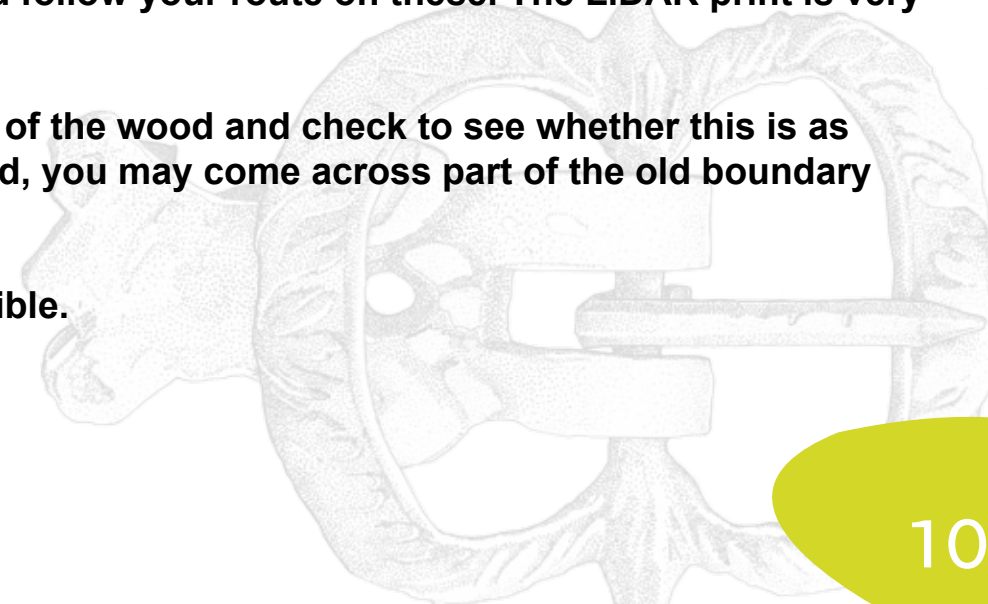 follow your route on these. The LiDAR print is very
of the wood and check to see whether this is as
d, you may come across part of the old boundary
ible.
10